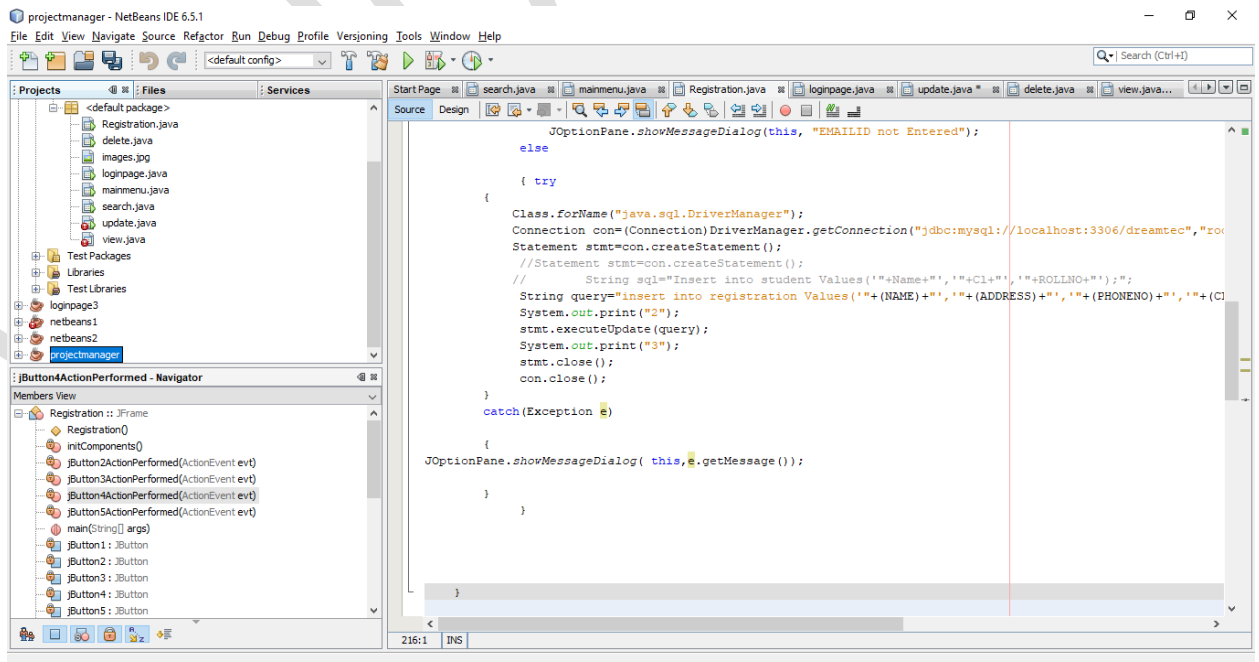 projectmanager - NetBeans IDE 6.5.1
File Edit View Navigate Source Refactor Run Debug Profile Versioning Tools Window Help
<default config>
Search (Ctrl+I)
Projects Files Services
<default package>
Registration.java
delete.java
images.jpg
loginpage.java
mainmenu.java
search.java
update.java
view.java
Test Packages
Libraries
Test Libraries
loginpage3
netbeans1
netbeans2
projectmanager
jButton4ActionPerformed - Navigator
Members View
Registration :: JFrame
Registration()
initComponents()
jButton2ActionPerformed(ActionEvent evt)
jButton3ActionPerformed(ActionEvent evt)
jButton4ActionPerformed(ActionEvent evt)
jButton5ActionPerformed(ActionEvent evt)
main(String[] args)
jButton1 : JButton
jButton2 : JButton
jButton3 : JButton
jButton4 : JButton
jButton5 : JButton
Start Page search.java mainmenu.java Registration.java loginpage.java update.java * delete.java view.java...
Source Design
JOptionPane.showMessageDialog(this, "EMAILID not Entered");
else
{ try
{
Class.forName("java.sql.DriverManager");
Connection con=(Connection)DriverManager.getConnection("jdbc:mysql://localhost:3306/dreamtec","roo
Statement stmt=con.createStatement();
//Statement stmt=con.createStatement();
// String sql="Insert into student Values('"+Name+"','"+Cl+"','"+ROLLNO+"');";
String query="insert into registration Values('"+(NAME)+"','"+(ADDRESS)+"','"+(PHONENO)+"','"+(CI
System.out.print("2");
stmt.executeUpdate(query);
System.out.print("3");
stmt.close();
con.close();
}
catch(Exception e)
{
JOptionPane.showMessageDialog( this,e.getMessage());
}
}
}
216:1 INS